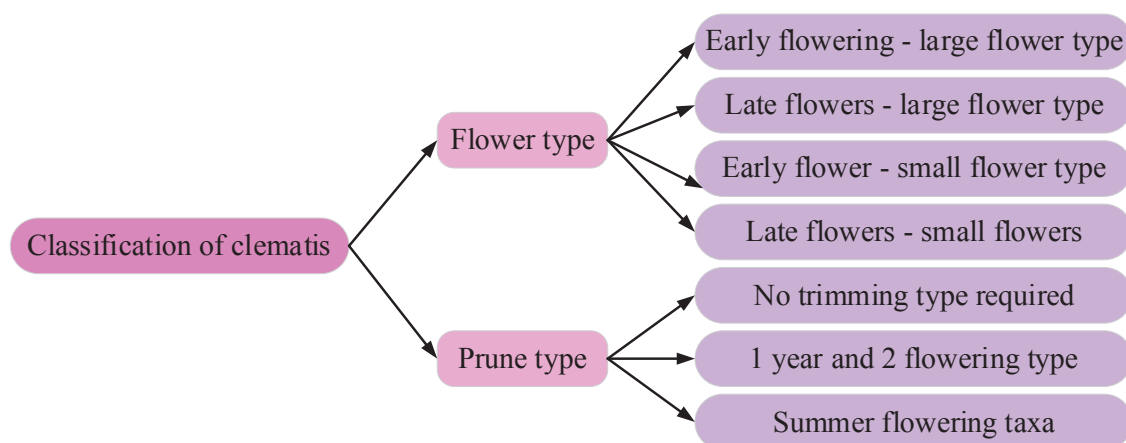 Classification of clematis
Flower type
Early flowering - large flower type
Late flowers - large flower type
Early flower - small flower type
Late flowers - small flowers
Prune type
No trimming type required
1 year and 2 flowering type
Summer flowering taxa